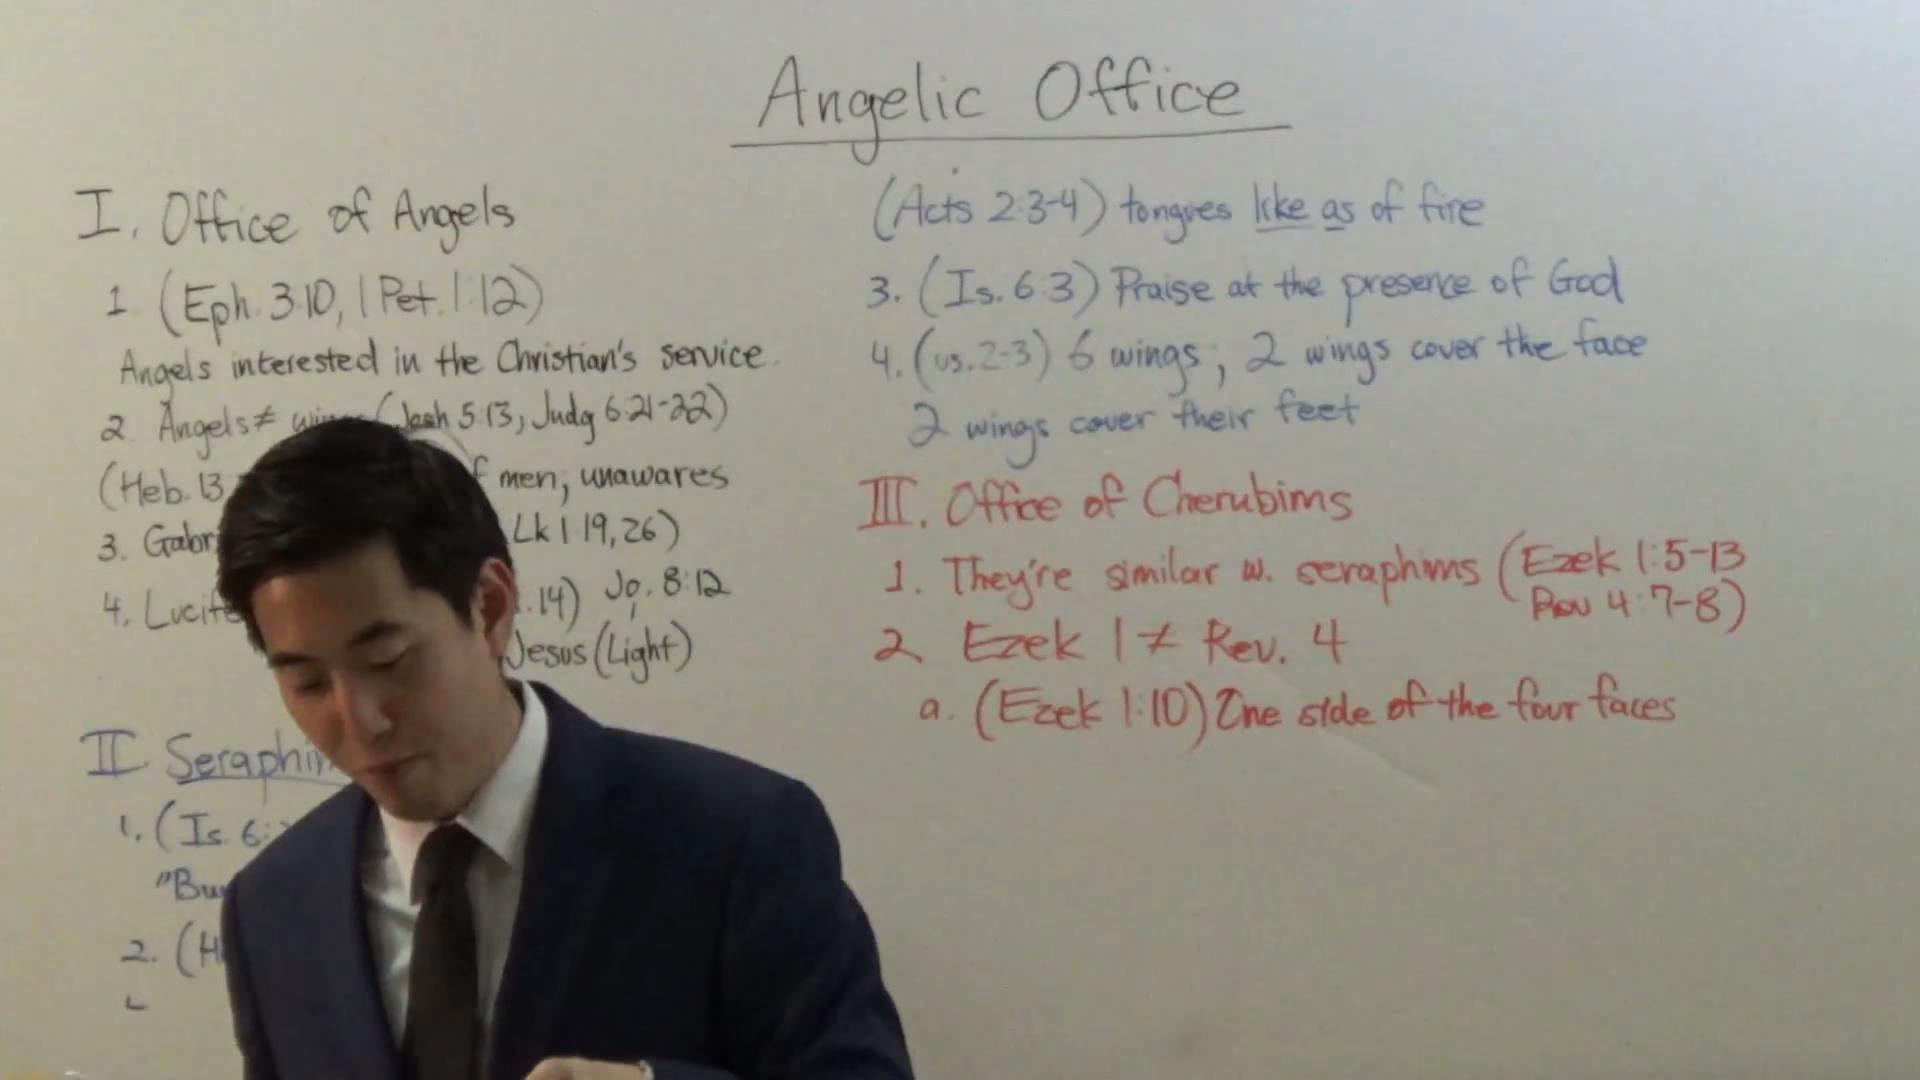 Angelic Office
I. Office of Angels
1. (Eph. 3:10, 1 Pet. 1:12)
Angels interested in the Christian's service.
2. Angels ≠ (Josh 5:13, Judg 6:21-22)
(Heb. 13 men, unawares
3. Lk 1 19, 26)
4. .14) Jo. 8:12
Jesus (Light)
II
1. (Is. 6:
2. (H
(Acts 2:3-4) tongues like as of fire
3. (Is. 6:3) Praise at the presence of God
4. (vs. 2-3) 6 wings, 2 wings cover the face
2 wings cover their feet
III. Office of Cherubims
1. They're similar w. seraphims (Ezek 1:5-13
Rev 4:7-8)
2. Ezek 1 ≠ Rev. 4
a. (Ezek 1:10) One side of the four faces